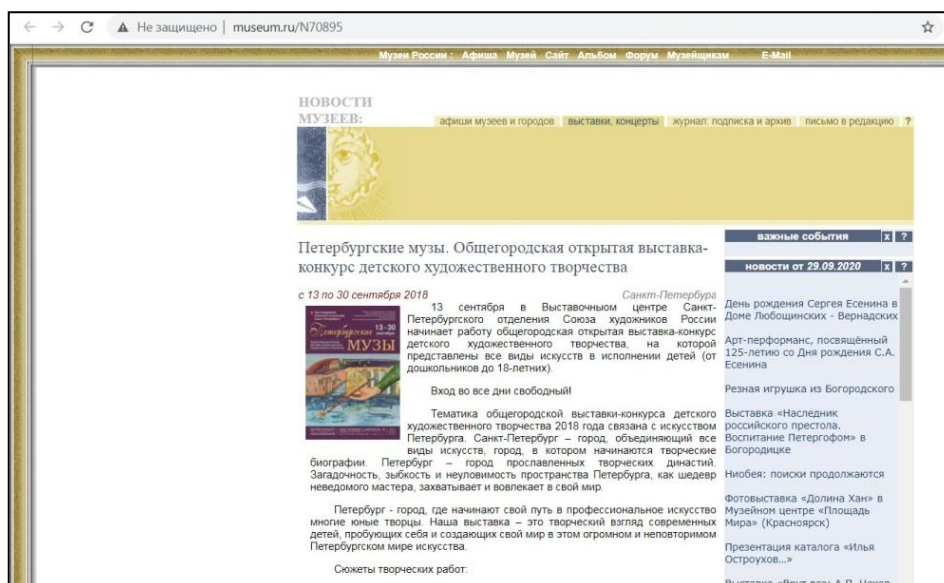 Не защищено | museum.ru/N70895
Музеи России : Афиша Музей Сайт Альбом Форум Музейщикам E-Mail
НОВОСТИ
МУЗЕЕВ:
афиши музеев и городов выставки, концерты журнал: подписка и архив письмо в редакцию ?
Петербургские музы. Общегородская открытая выставка-
конкурс детского художественного творчества
с 13 по 30 сентября 2018 Санкт-Петербург
Петербургские 13-30
сентября
МУЗЫ
13 сентября в Выставочном центре Санкт-
Петербургского отделения Союза художников России
начинает работу общегородская открытая выставка-конкурс
детского художественного творчества, на которой
представлены все виды искусств в исполнении детей (от
дошкольников до 18-летних).
Вход во все дни свободный!
Тематика общегородской выставки-конкурса детского
художественного творчества 2018 года связана с искусством
Петербурга. Санкт-Петербург – город, объединяющий все
виды искусств, город, в котором начинаются творческие
биографии. Петербург – город прославленных творческих династий.
Загадочность, зыбкость и неуловимость пространства Петербурга, как шедевр
неведомого мастера, захватывает и вовлекает в свой мир.
Петербург - город, где начинают свой путь в профессиональное искусство
многие юные творцы. Наша выставка – это творческий взгляд современных
детей, пробующих себя и создающих свой мир в этом огромном и неповторимом
Петербургском мире искусства.
Сюжеты творческих работ:
важные события x ?
новости от 29.09.2020 x ?
День рождения Сергея Есенина в
Доме Любощинских - Вернадских
Арт-перформанс, посвящённый
125-летию со Дня рождения С.А.
Есенина
Резная игрушка из Богородского
Выставка «Наследник
российского престола.
Воспитание Петергофом» в
Богородицке
Ниобея: поиски продолжаются
Фотовыставка «Долина Хан» в
Музейном центре «Площадь
Мира» (Красноярск)
Презентация каталога «Илья
Остроухов...»